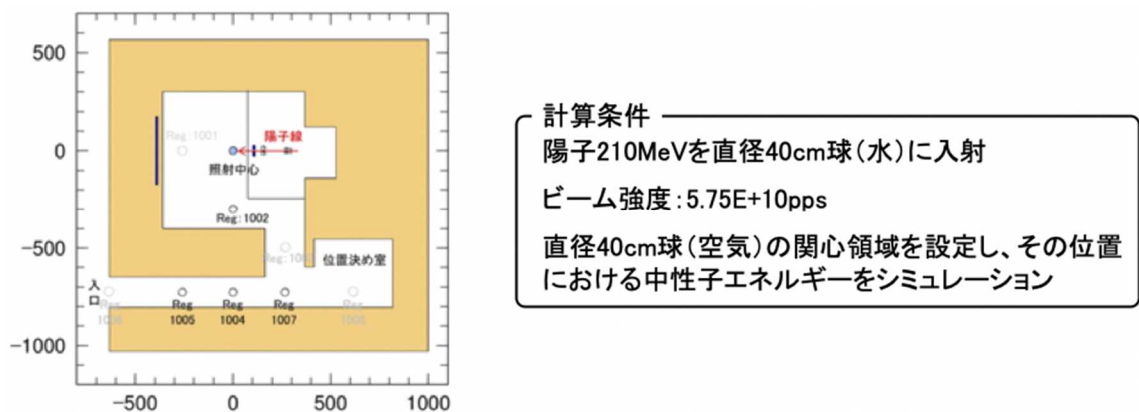 500
0
−500
−1000
−500
0
500
1000
Reg:1001
陽子線
照射中心
Reg:1002
位置決め室
入
口
Reg
1005
Reg
1004
Reg
1007
計算条件
陽子210MeVを直径40cm球(水)に入射
ビーム強度:5.75E+10pps
直径40cm球(空気)の関心領域を設定し、その位置
における中性子エネルギーをシミュレーション